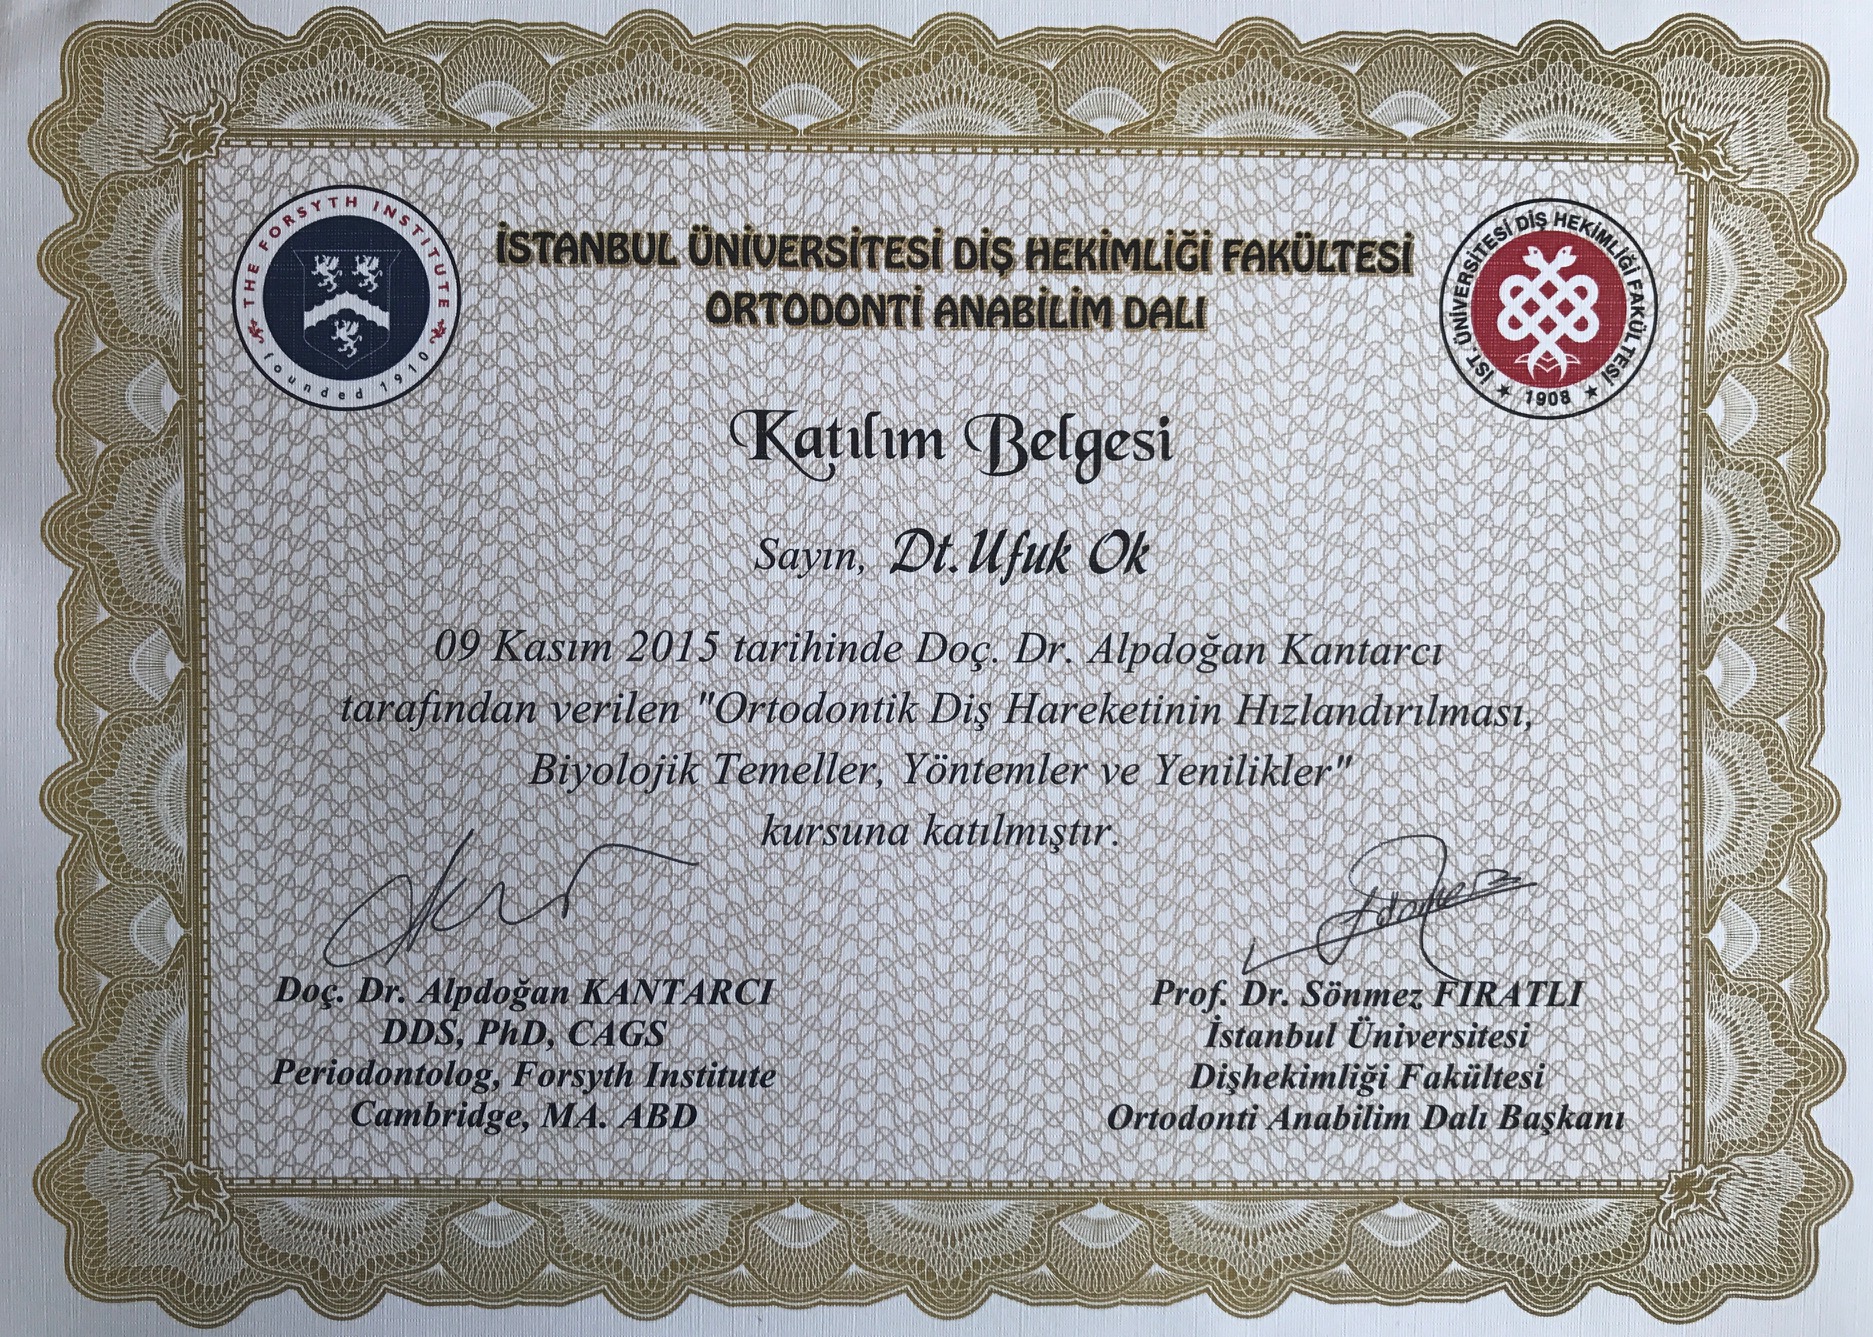 THE FORSYTH INSTITUTE
founded 1910
İSTANBUL ÜNİVERSİTESİ DİŞ HEKİMLİĞİ FAKÜLTESİ
ORTODONTİ ANABİLİM DALI
İST. ÜNİVERSİTESİ DİŞ HEKİMLİĞİ FAKÜLTESİ
★ 1908 ★
Katılım Belgesi
Sayın, Dt. Ufuk Ok
09 Kasım 2015 tarihinde Doç. Dr. Alpdoğan Kantarcı
tarafından verilen "Ortodontik Diş Hareketinin Hızlandırılması,
Biyolojik Temeller, Yöntemler ve Yenilikler"
kursuna katılmıştır.
Doç. Dr. Alpdoğan KANTARCI
DDS, PhD, CAGS
Periodontolog, Forsyth Institute
Cambridge, MA. ABD
Prof. Dr. Sönmez FIRATLI
İstanbul Üniversitesi
Dişhekimliği Fakültesi
Ortodonti Anabilim Dalı Başkanı